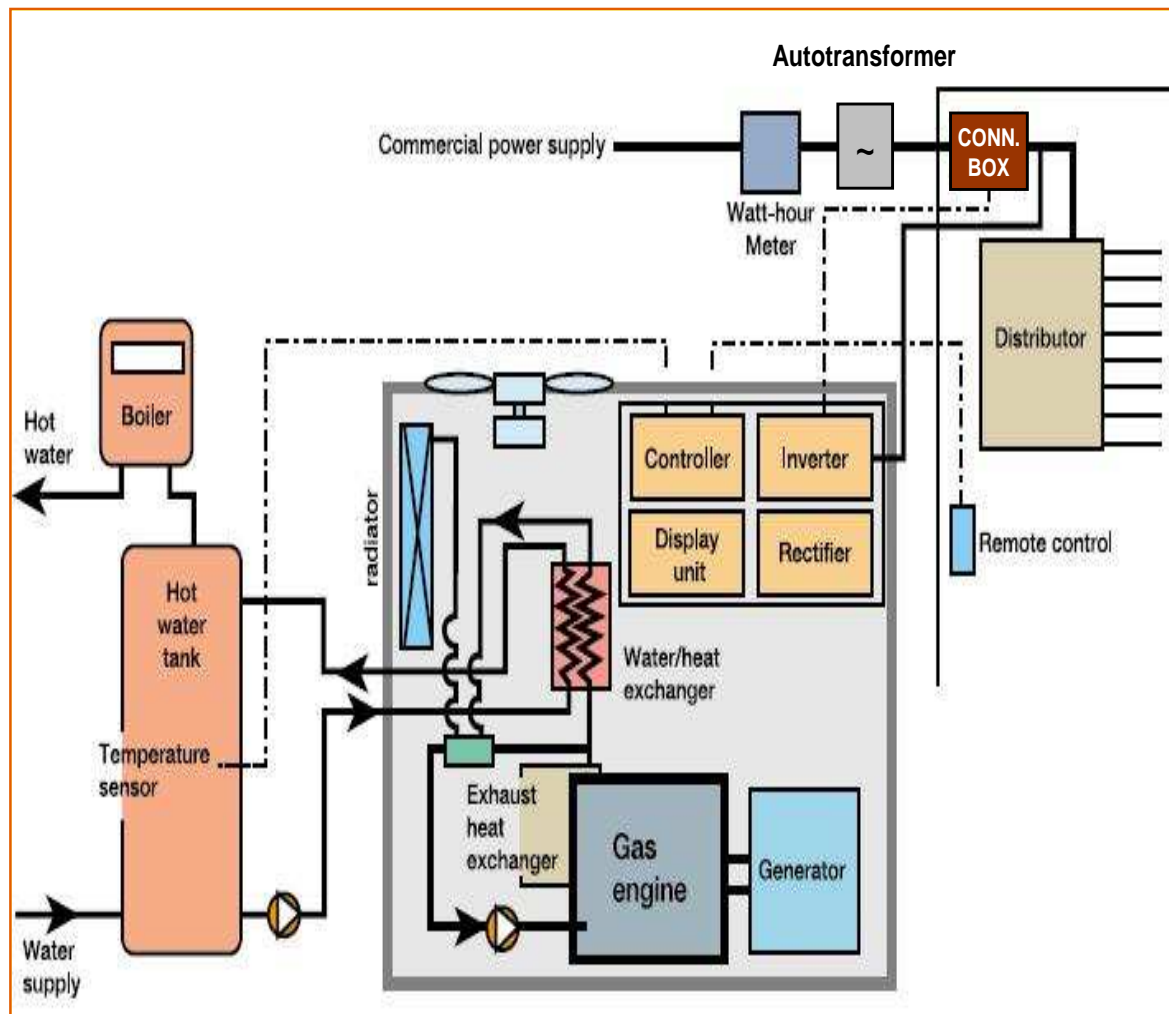 Autotransformer
Commercial power supply
~
CONN.
BOX
Watt-hour
Meter
Distributor
Boiler
Hot
water
Controller
Inverter
Display
unit
Rectifier
Remote control
radiator
Hot
water
tank
Water/heat
exchanger
Temperature
sensor
Exhaust
heat
exchanger
Gas
engine
Generator
Water
supply